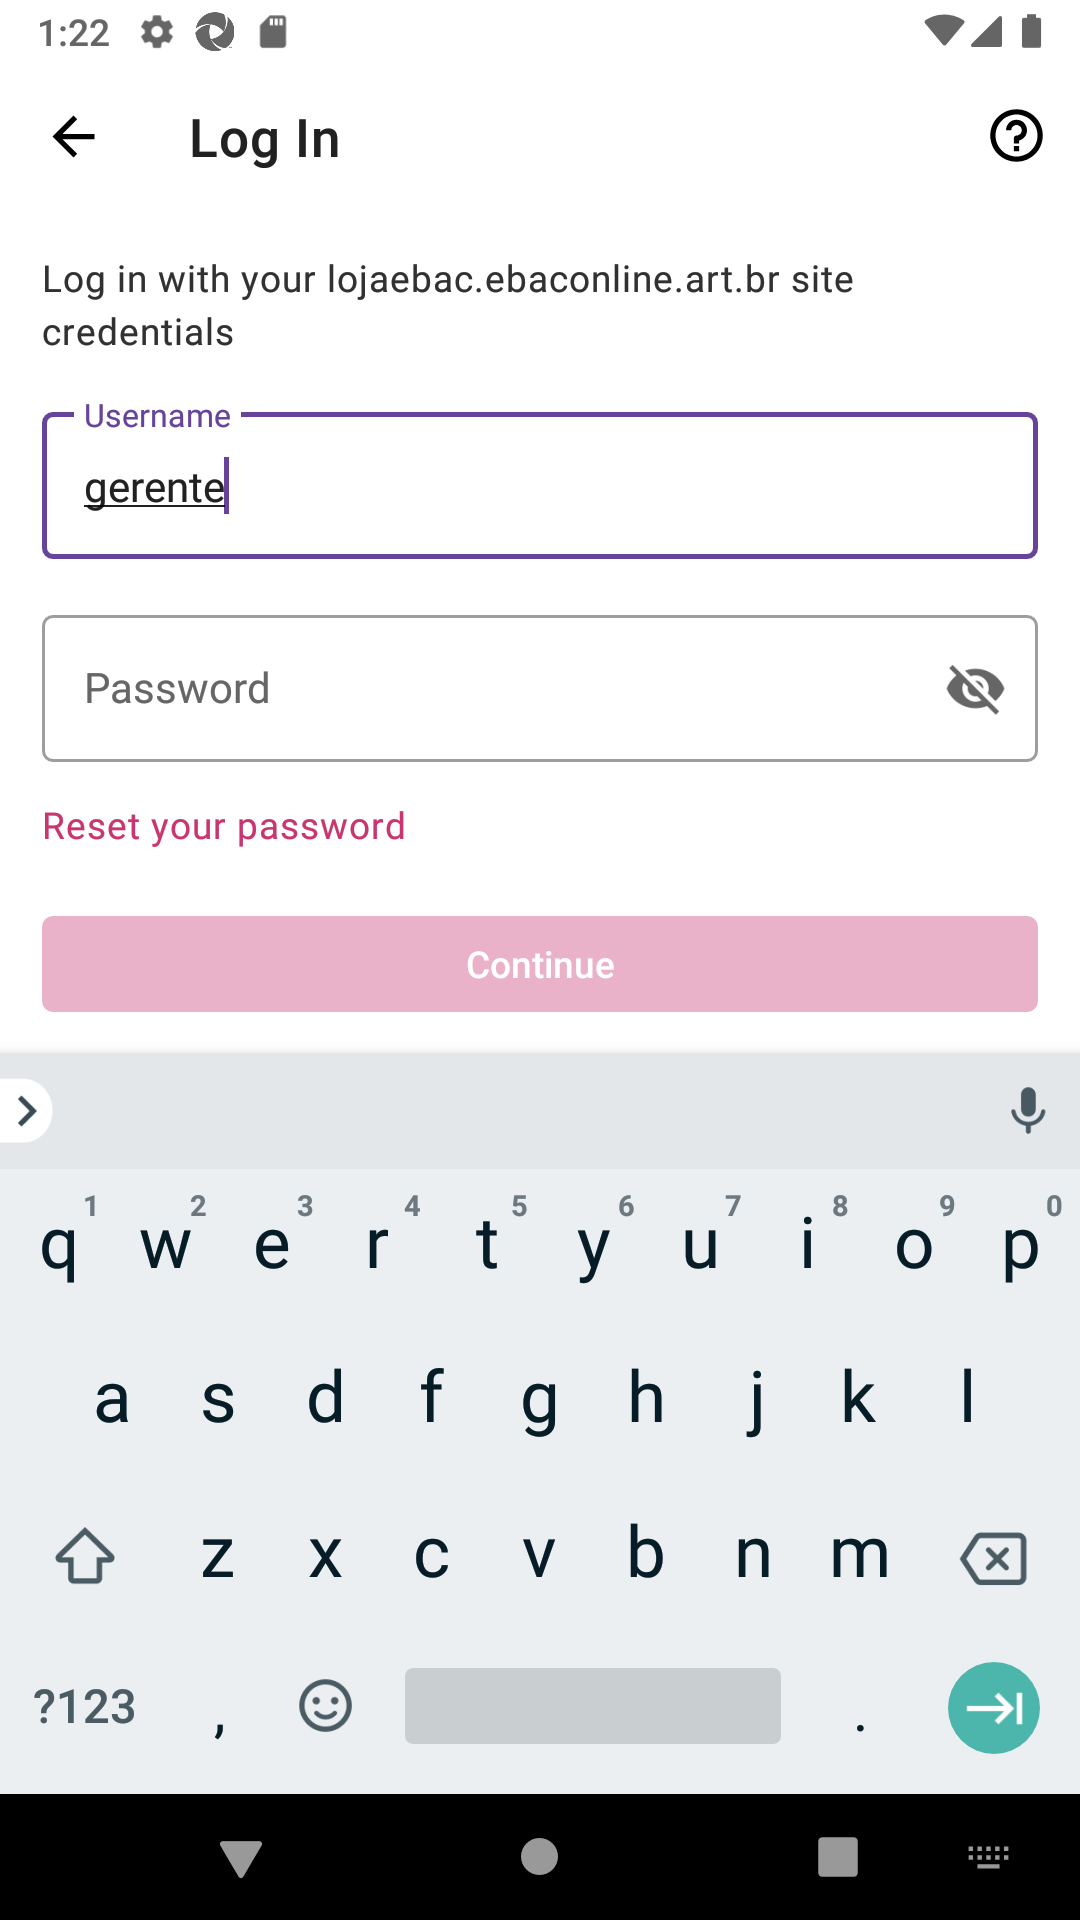 1:22
Log In
Log in with your lojaebac.ebaconline.art.br site
credentials
Username
gerente
Password
Reset your password
Continue
1 2 3 4 5 6 7 8 9 0
q w e r t y u i o p
a s d f g h j k l
z x c v b n m
?123 , .